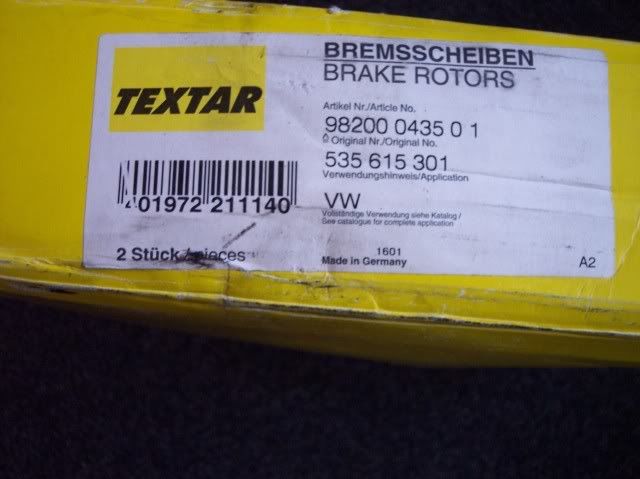 TEXTAR
BREMSSCHEIBEN
BRAKE ROTORS
Artikel Nr./Article No.
98200 0435 0 1
Original Nr./Original No.
535 615 301
Verwendungshinweis/Application
VW
Vollständige Verwendung siehe Katalog/
See catalogue for complete application
4 01972 211140
2 Stück/pieces
1601
Made in Germany
A2